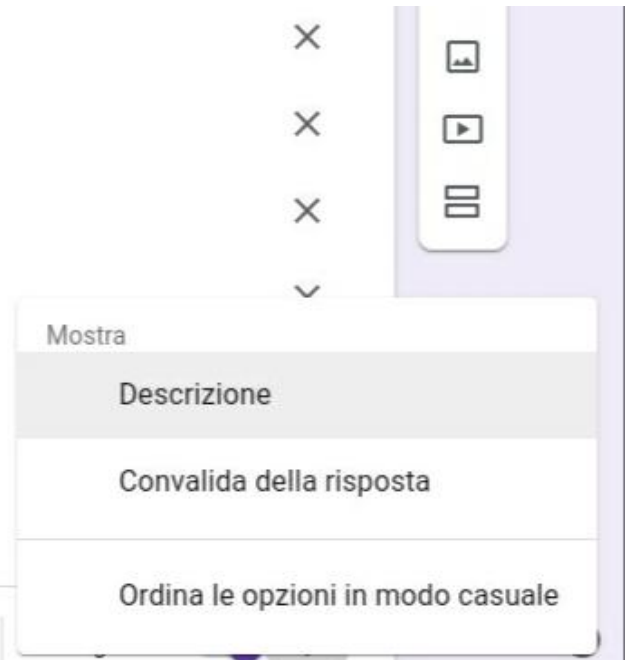 Mostra
Descrizione
Convalida della risposta
Ordina le opzioni in modo casuale